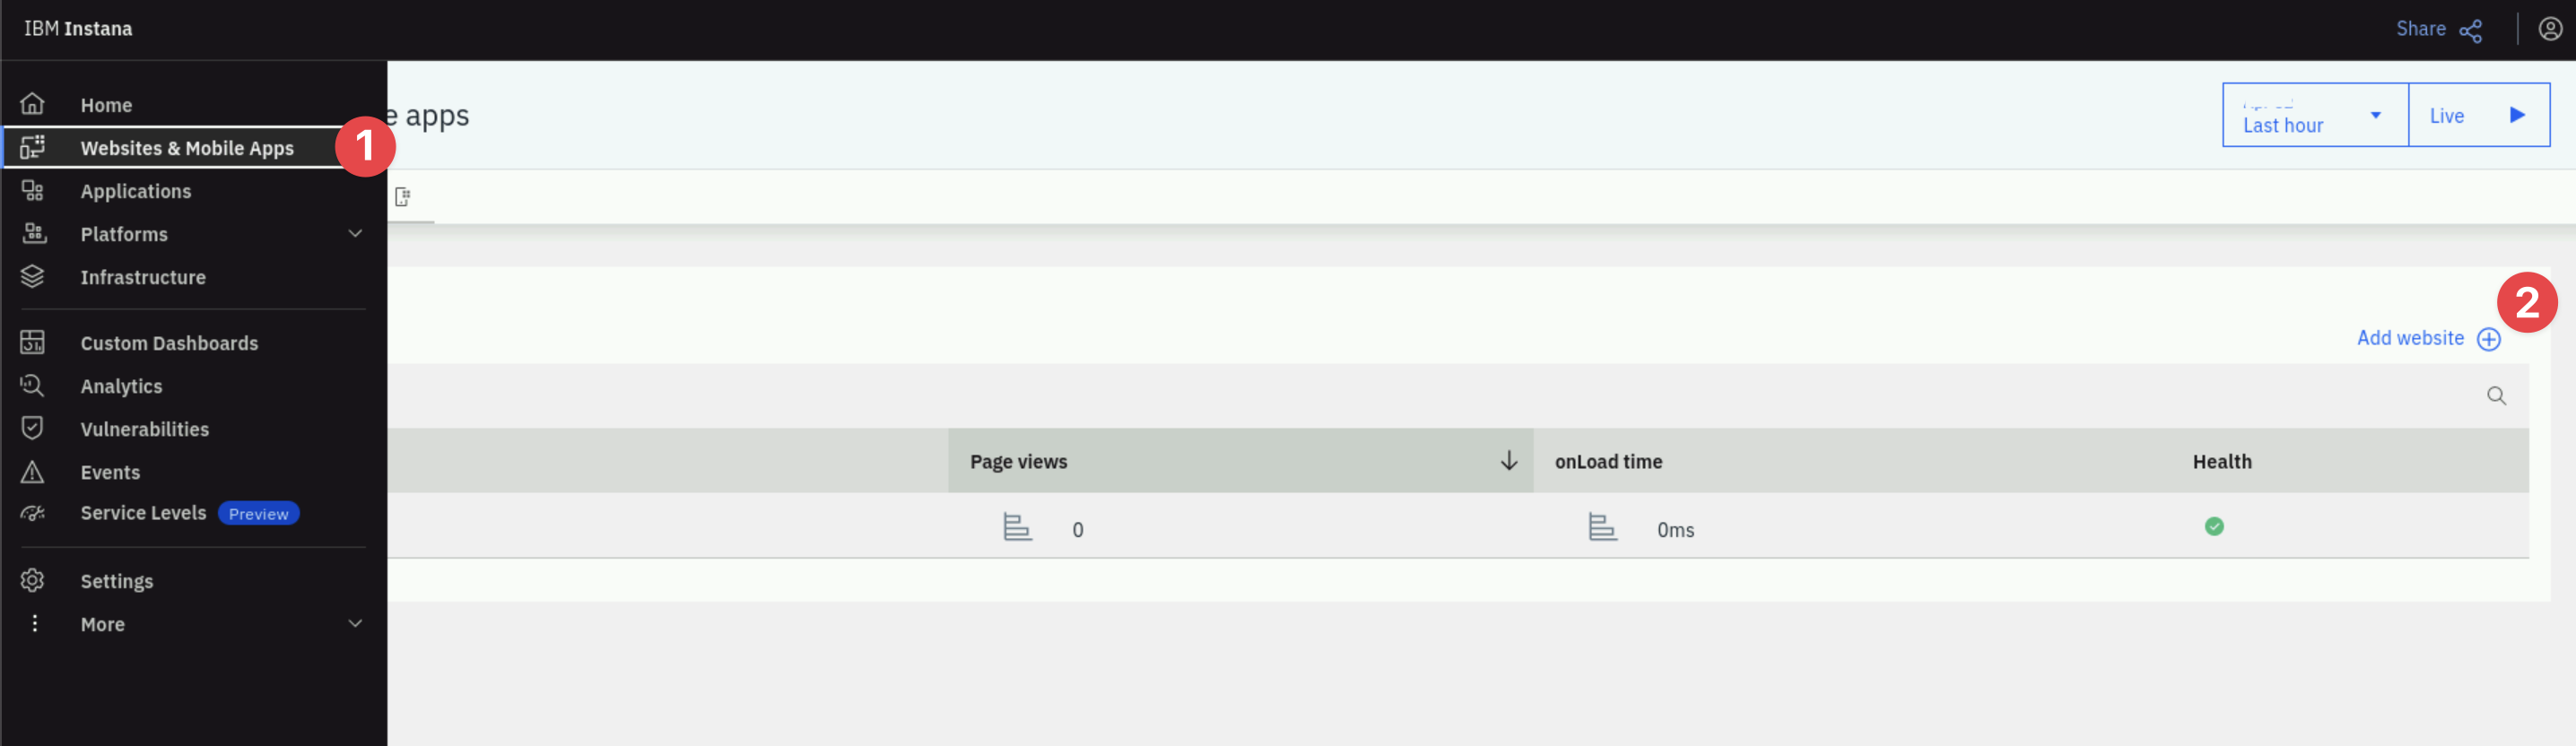 IBM Instana
Share
Home
Websites & Mobile Apps
1
Applications
Platforms
Infrastructure
Custom Dashboards
Analytics
Vulnerabilities
Events
Service Levels Preview
Settings
More
e apps
Last hour
Live
2
Add website
Page views
onLoad time
Health
0
0ms